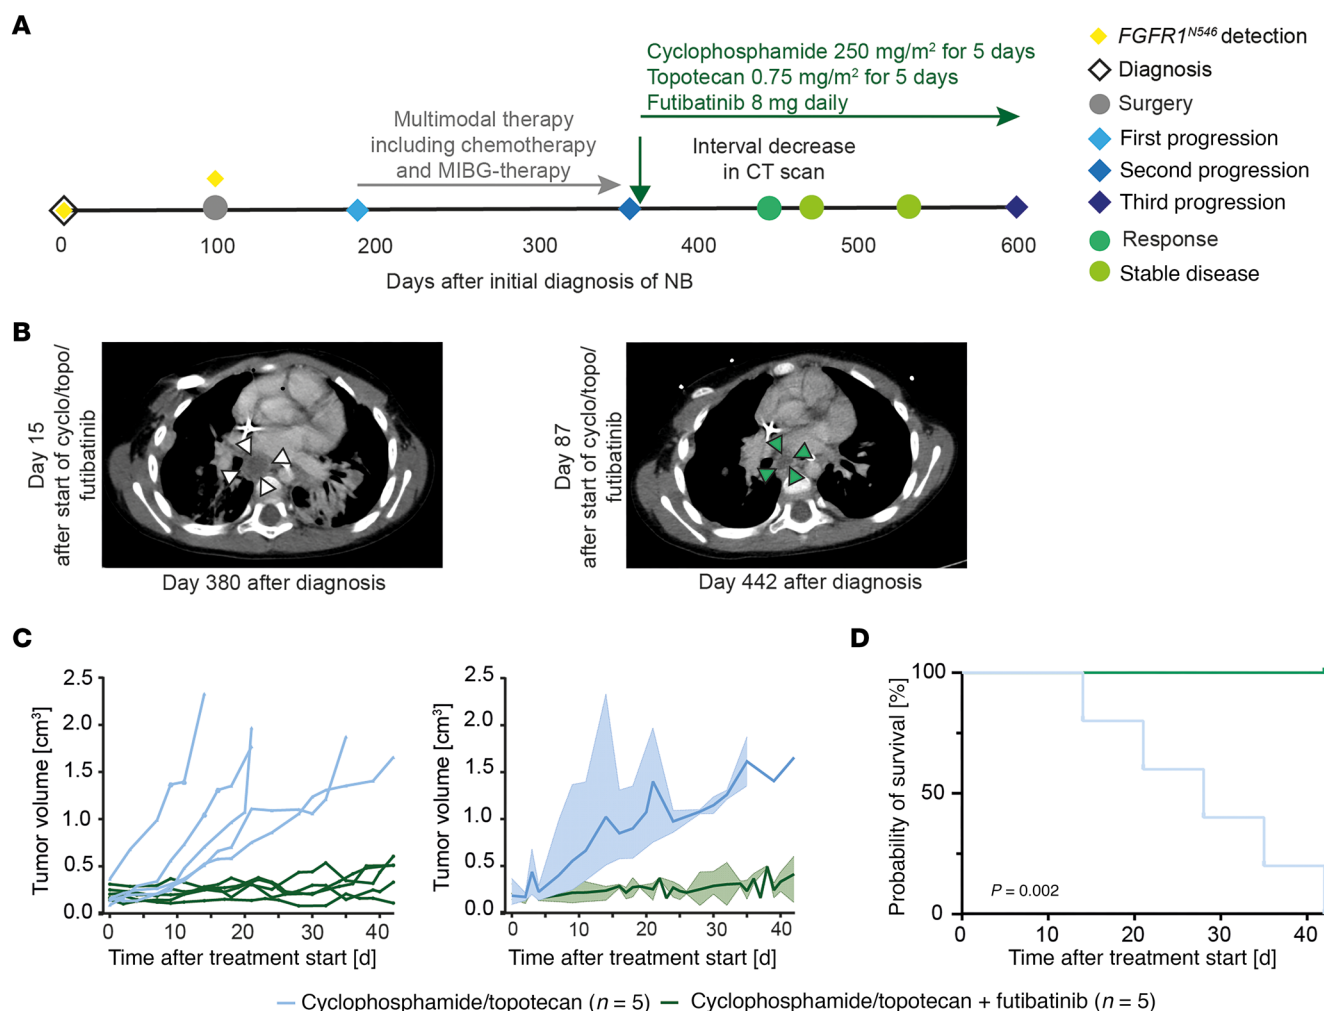 A
Cyclophosphamide 250 mg/m² for 5 days
Topotecan 0.75 mg/m² for 5 days
Futibatinib 8 mg daily
Multimodal therapy
including chemotherapy
and MIBG-therapy
Interval decrease
in CT scan
0 100 200 300 400 500 600
Days after initial diagnosis of NB
FGFR1ᴺ⁵⁴⁶ detection
Diagnosis
Surgery
First progression
Second progression
Third progression
Response
Stable disease
B
Day 15
after start of cyclo/topo/
futibatinib
Day 380 after diagnosis
Day 87
after start of cyclo/topo/
futibatinib
Day 442 after diagnosis
C
Tumor volume [cm³]
2.5
2.0
1.5
1.0
0.5
0.0
0 10 20 30 40
Time after treatment start [d]
Tumor volume [cm³]
2.5
2.0
1.5
1.0
0.5
0.0
0 10 20 30 40
Time after treatment start [d]
D
Probability of survival [%]
100
50
0
P = 0.002
0 10 20 30 40
Time after treatment start [d]
Cyclophosphamide/topotecan (n = 5)
Cyclophosphamide/topotecan + futibatinib (n = 5)